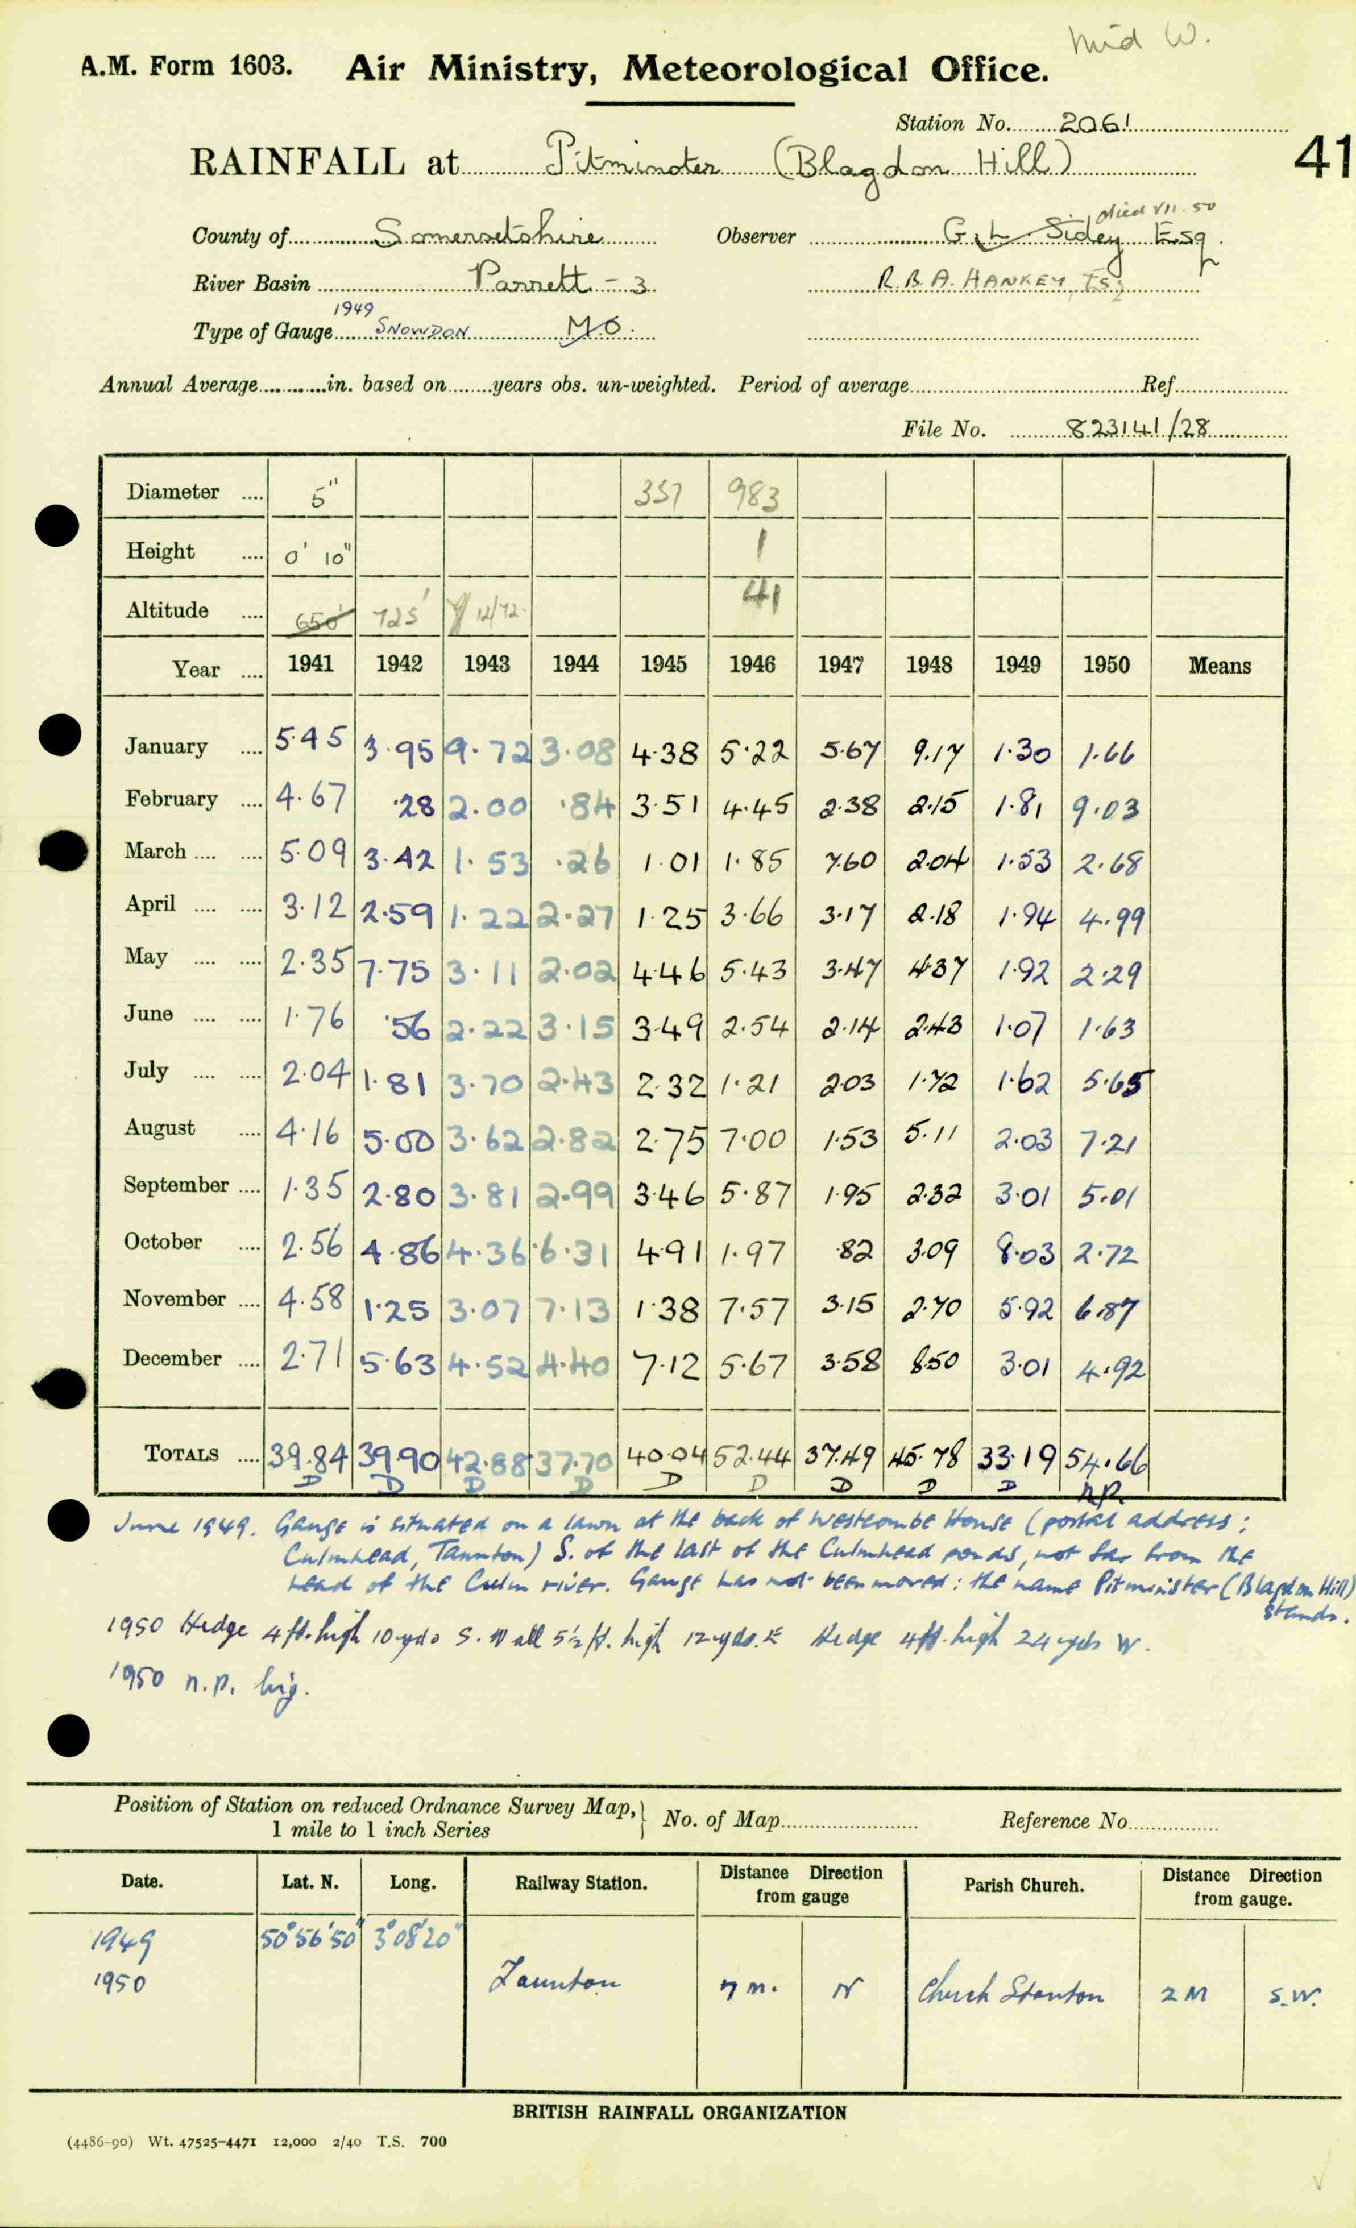 Mid W.
A.M. Form 1603. Air Ministry, Meteorological Office.
Station No. 2061
RAINFALL at Pitminster (Blagdon Hill) 41
died VII. 50
County of Somersetshire Observer G. L. Sidey Esq.
River Basin Parrett - 3 R. B. A. HANKEY, Esq
1949
Type of Gauge SNOWDON M.O.
Annual Average in. based on years obs. un-weighted. Period of average Ref
File No. 823141/28
Diameter 5" 357 983
Height 0' 10" 1
Altitude 650' 725' 12/72 41
Year 1941 1942 1943 1944 1945 1946 1947 1948 1949 1950 Means
January 5.45 3.95 9.72 3.08 4.38 5.22 5.67 9.17 1.30 1.66
February 4.67 .28 2.00 .84 3.51 4.45 2.38 2.15 1.81 9.03
March 5.09 3.42 1.53 .26 1.01 1.85 7.60 2.04 1.53 2.68
April 3.12 2.59 1.22 2.27 1.25 3.66 3.17 2.18 1.94 4.99
May 2.35 7.75 3.11 2.02 4.46 5.43 3.47 4.37 1.92 2.29
June 1.76 .56 2.22 3.15 3.49 2.54 2.14 2.43 1.07 1.63
July 2.04 1.81 3.70 2.43 2.32 1.21 2.03 1.72 1.62 5.65
August 4.16 5.00 3.62 2.82 2.75 7.00 1.53 5.11 2.03 7.21
September 1.35 2.80 3.81 2.99 3.46 5.87 1.95 2.32 3.01 5.01
October 2.56 4.86 4.36 6.31 4.91 1.97 .82 3.09 8.03 2.72
November 4.58 1.25 3.07 7.13 1.38 7.57 3.15 2.70 5.92 6.87
December 2.71 5.63 4.52 4.40 7.12 5.67 3.58 8.50 3.01 4.92
TOTALS 39.84 39.90 42.88 37.70 40.04 52.44 37.49 45.78 33.19 54.66
D D D D D D D D D n.p.
June 1949. Gauge is situated on a lawn at the back of Westcombe House (postal address:
Culmhead, Taunton) S. of the last of the Culmhead ponds, not far from the
head of the Culm river. Gauge has not been moved: the name Pitminister (Blagdon Hill)
stands.
1950 Hedge 4 ft. high 10 yds S. Wall 5½ ft. high 12 yds. E Hedge 4 ft. high 24 yds W.
1950 n.p. big.
Position of Station on reduced Ordnance Survey Map,
1 mile to 1 inch Series No. of Map Reference No.
Date. Lat. N. Long. Railway Station. Distance Direction from gauge Parish Church. Distance Direction from gauge.
1949 50°56'50" 3°08'20"
1950 Taunton 7 m. N Church Stanton 2 M S.W.
BRITISH RAINFALL ORGANIZATION
(4486-90) Wt. 47525-4471 12,000 2/40 T.S. 700